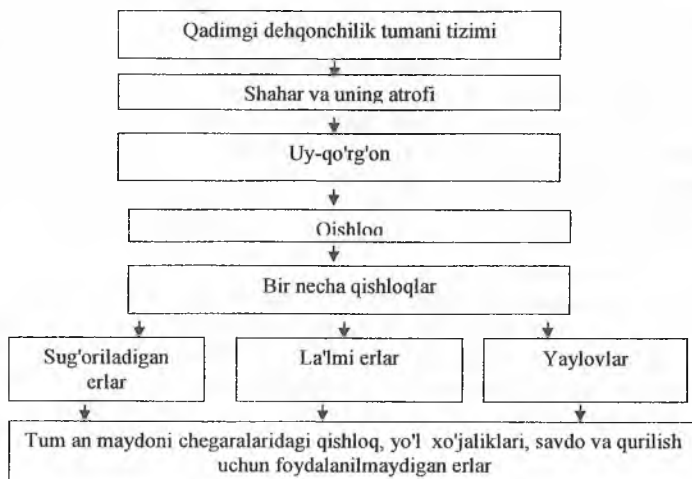 Qadimgi dehqonchilik tumani tizimi
Shahar va uning atrofi
Uy-qo'rg'on
Qishloq
Bir necha qishloqlar
Sug'oriladigan
erlar
La'lmi erlar
Yaylovlar
Tum an maydoni chegaralaridagi qishloq, yo'l xo'jaliklari, savdo va qurilish
uchun foydalanilmaydigan erlar